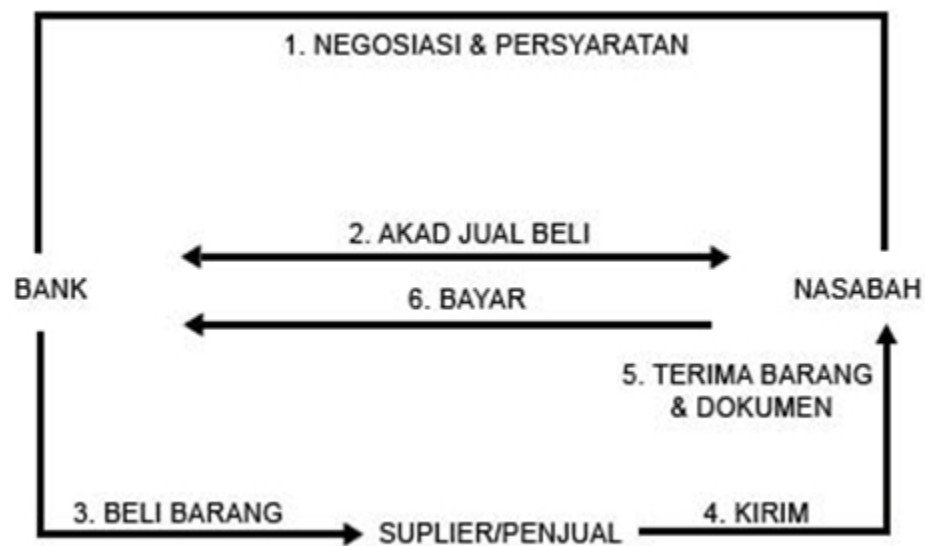 1. NEGOSIASI & PERSYARATAN
2. AKAD JUAL BELI
BANK
NASABAH
6. BAYAR
5. TERIMA BARANG
& DOKUMEN
3. BELI BARANG
SUPLIER/PENJUAL
4. KIRIM